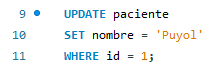 9 UPDATE paciente
10 SET nombre = 'Puyol'
11 WHERE id = 1;